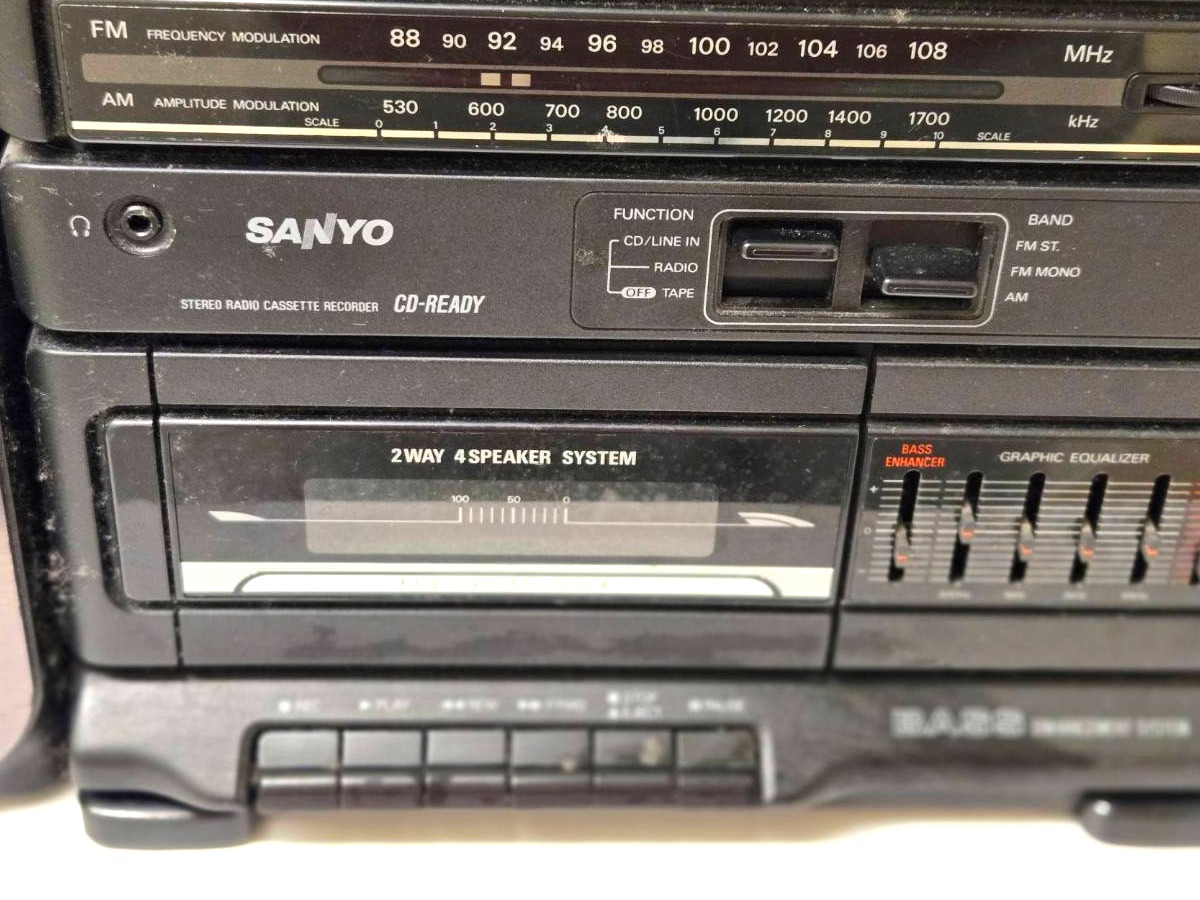 FM FREQUENCY MODULATION 88 90 92 94 96 98 100 102 104 106 108 MHz
AM AMPLITUDE MODULATION 530 600 700 800 1000 1200 1400 1700 kHz
SCALE 0 1 2 3 4 5 6 7 8 9 10 SCALE
SANYO
STEREO RADIO CASSETTE RECORDER CD-READY
FUNCTION
CD/LINE IN
RADIO
OFF TAPE
BAND
FM ST.
FM MONO
AM
2WAY 4SPEAKER SYSTEM
100 50 0
BASS
ENHANCER
GRAPHIC EQUALIZER
+
0
REC PLAY REW F.FWD STOP
EJECT PAUSE
BASS ENHANCEMENT SYSTEM